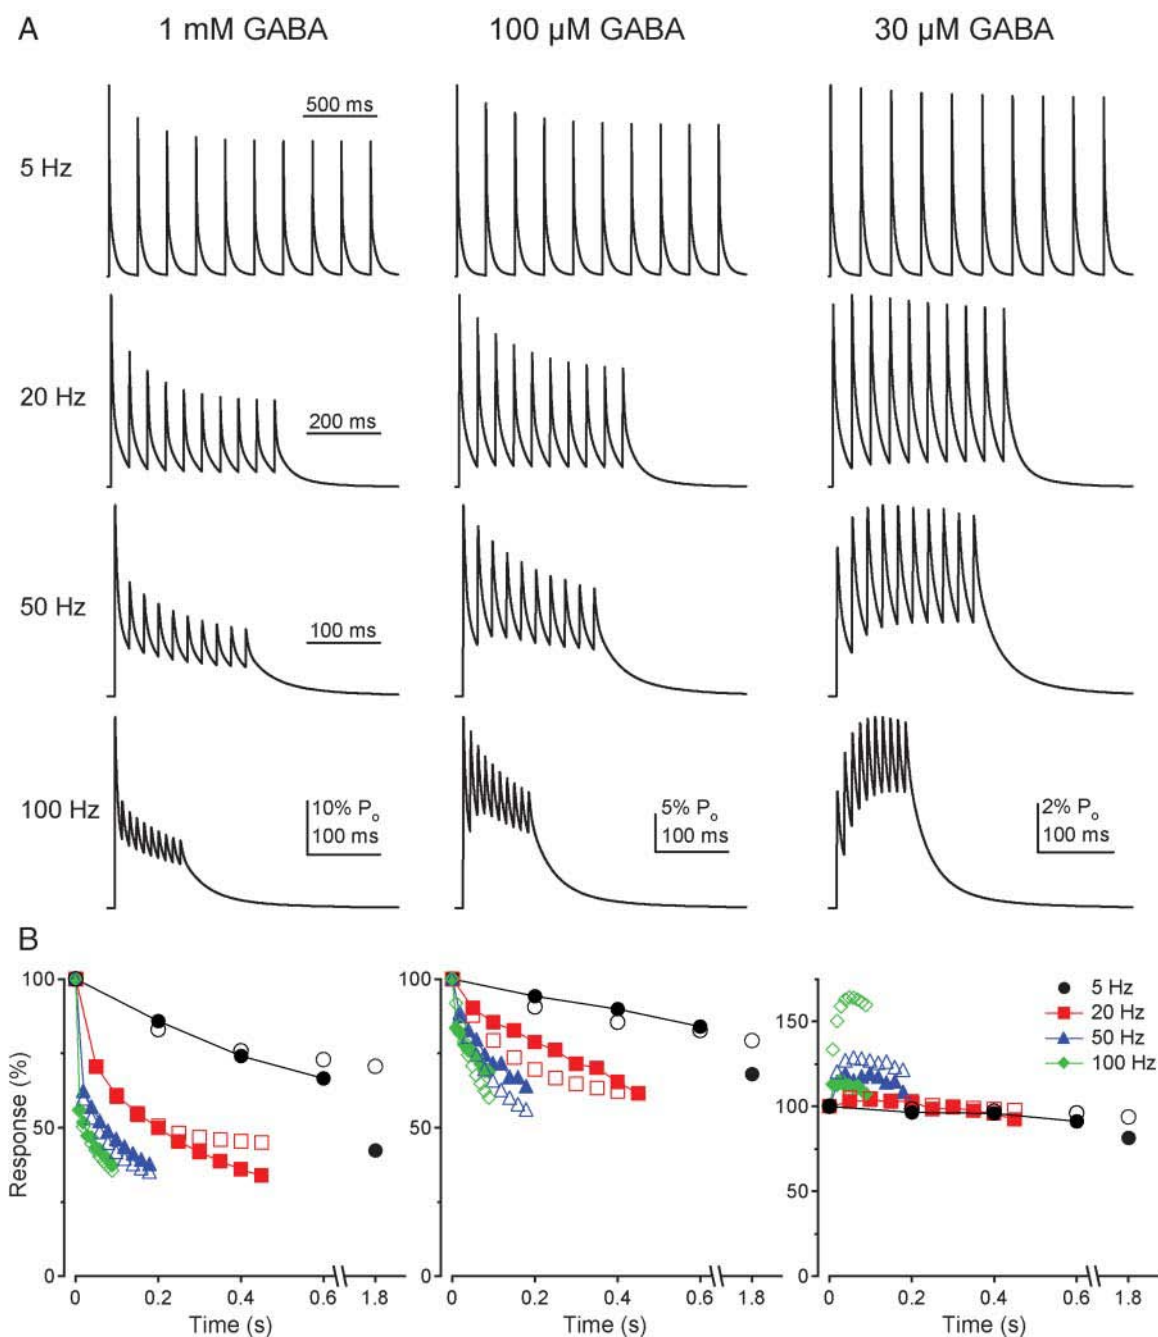 A
1 mM GABA 100 µM GABA 30 µM GABA
5 Hz
500 ms
20 Hz
200 ms
50 Hz
100 ms
100 Hz
10% Po 5% Po 2% Po
100 ms 100 ms 100 ms
B
Response (%)
100 100 150
50 50 100
50
0 0 0
5 Hz
20 Hz
50 Hz
100 Hz
0 0.2 0.4 0.6 1.8 0 0.2 0.4 0.6 1.8 0 0.2 0.4 0.6 1.8
Time (s) Time (s) Time (s)